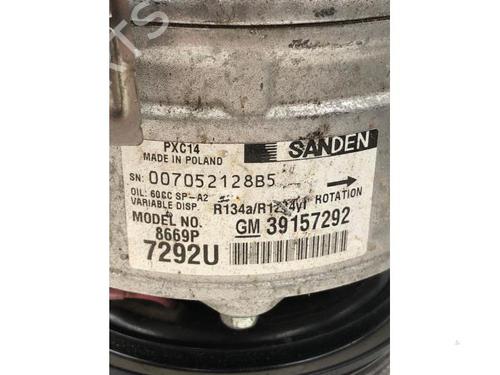 PARTS
PXC14
MADE IN POLAND
SANDEN
SN: 007052128B5
OIL: 60CC SP-A2
VARIABLE DISP.
R134a/R1234yf ROTATION
MODEL NO.
8669P
GM 39157292
7292U